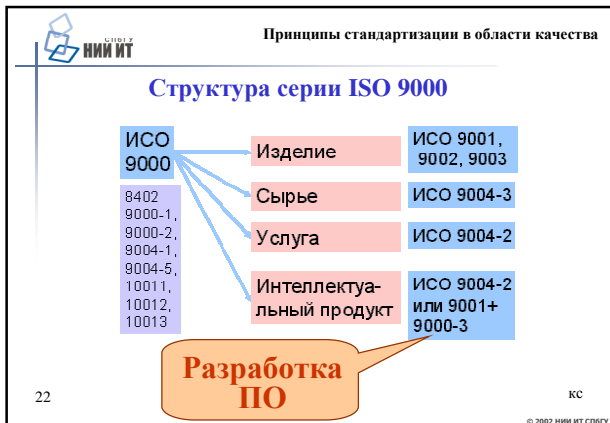 СПбГУ
НИИ ИТ
Принципы стандартизации в области качества
Структура серии ISO 9000
ИСО
9000
8402
9000-1,
9000-2,
9004-1,
9004-5,
10011,
10012,
10013
Изделие
ИСО 9001,
9002, 9003
Сырье
ИСО 9004-3
Услуга
ИСО 9004-2
Интеллектуа-
льный продукт
ИСО 9004-2
или 9001+
9000-3
Разработка
ПО
22
кс
© 2002 НИИ ИТ СПбГУ